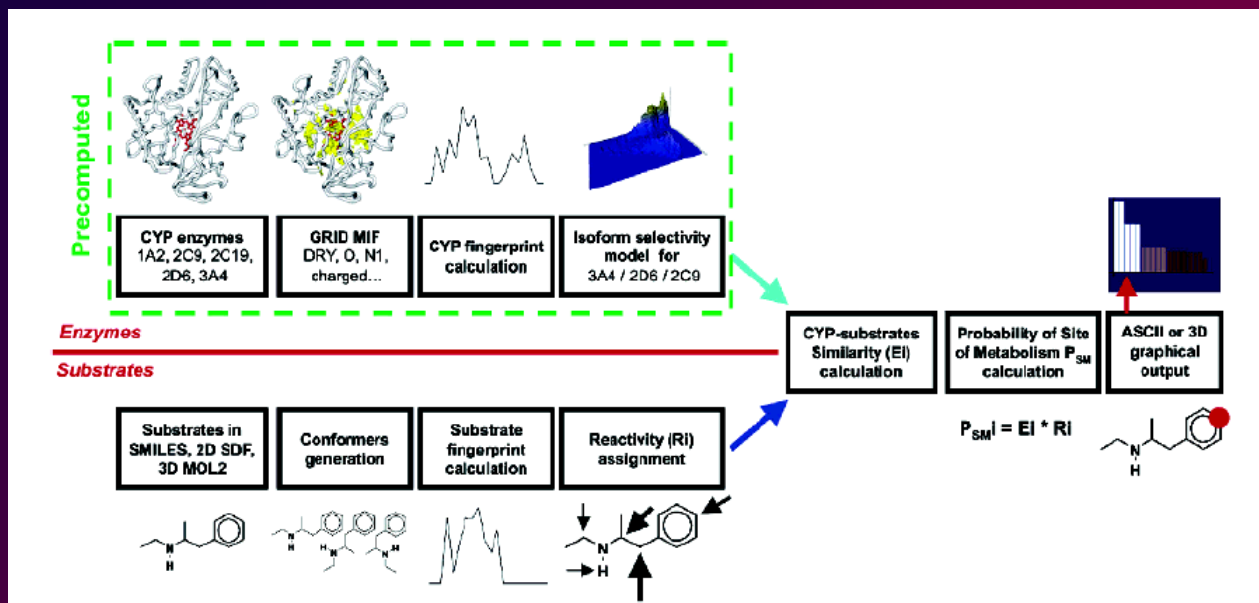 Precomputed
CYP enzymes
1A2, 2C9, 2C19,
2D6, 3A4
GRID MIF
DRY, O, N1,
charged...
CYP fingerprint
calculation
Isoform selectivity
model for
3A4 / 2D6 / 2C9
Enzymes
Substrates
CYP-substrates
Similarity (Ei)
calculation
Probability of Site
of Metabolism PSM
calculation
ASCII or 3D
graphical
output
PSMi = Ei * Ri
Substrates in
SMILES, 2D SDF,
3D MOL2
Conformers
generation
Substrate
fingerprint
calculation
Reactivity (Ri)
assignment
N
H
N
H
N
H
N
H
N
H
N
H